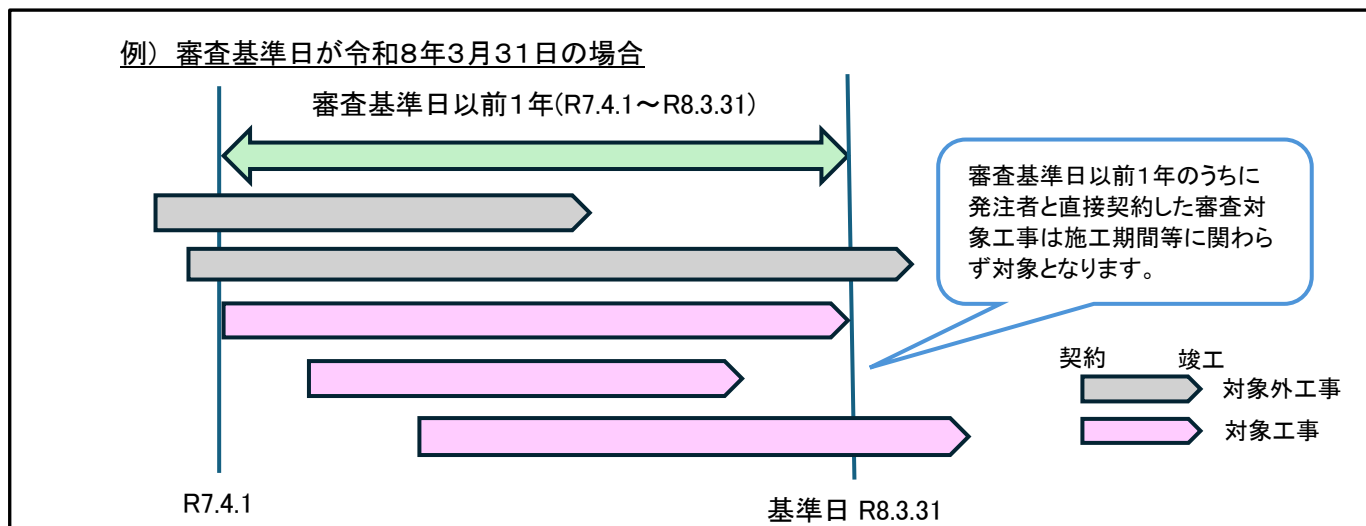 例）審査基準日が令和８年３月３１日の場合
審査基準日以前１年(R7.4.1～R8.3.31)
審査基準日以前１年のうちに
発注者と直接契約した審査対
象工事は施工期間等に関わら
ず対象となります。
契約　　　竣工
対象外工事
対象工事
R7.4.1
基準日 R8.3.31